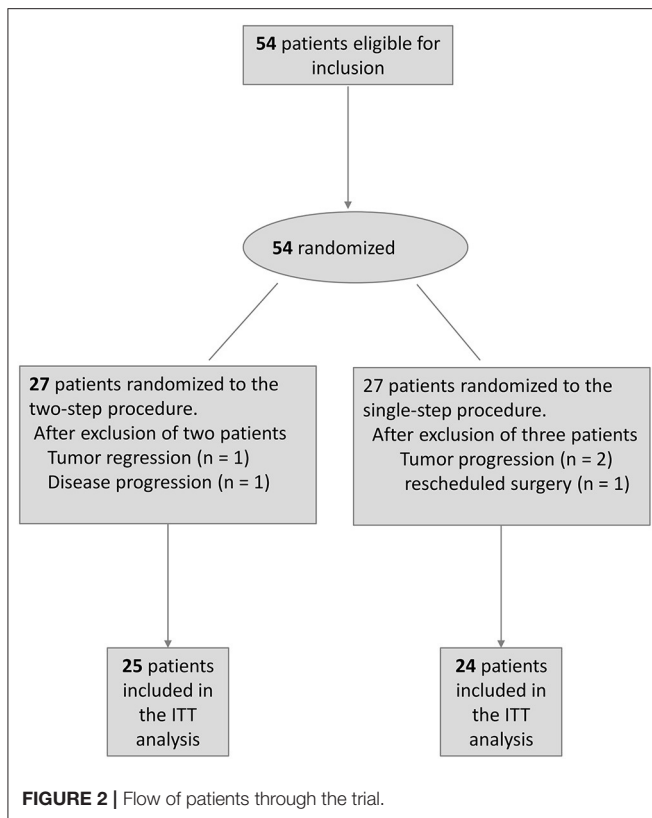 54 patients eligible for
inclusion
54 randomized
27 patients randomized to the
two-step procedure.
After exclusion of two patients
Tumor regression (n = 1)
Disease progression (n = 1)
27 patients randomized to the
single-step procedure.
After exclusion of three patients
Tumor progression (n = 2)
rescheduled surgery (n = 1)
25 patients
included in
the ITT
analysis
24 patients
included in
the ITT
analysis
FIGURE 2 | Flow of patients through the trial.